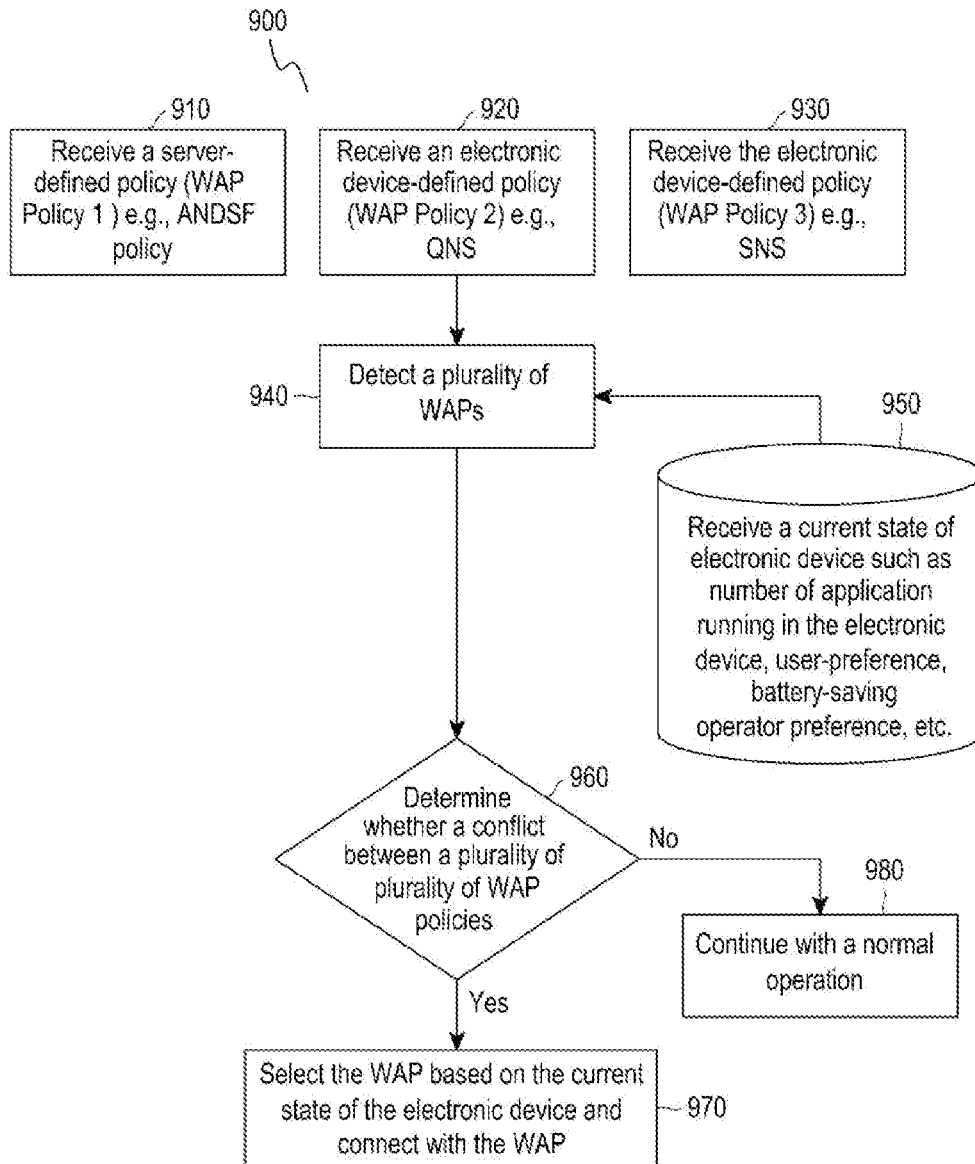 900
910
Receive a server-
defined policy (WAP
Policy 1 ) e.g., ANDSF
policy
920
Receive an electronic
device-defined policy
(WAP Policy 2) e.g.,
QNS
930
Receive the electronic
device-defined policy
(WAP Policy 3) e.g.,
SNS
940
Detect a plurality of
WAPs
950
Receive a current state of
electronic device such as
number of application
running in the electronic
device, user-preference,
battery-saving
operator preference, etc.
960
Determine
whether a conflict
between a plurality of
plurality of WAP
policies
No
980
Continue with a normal
operation
Yes
Select the WAP based on the current
state of the electronic device and
connect with the WAP
970